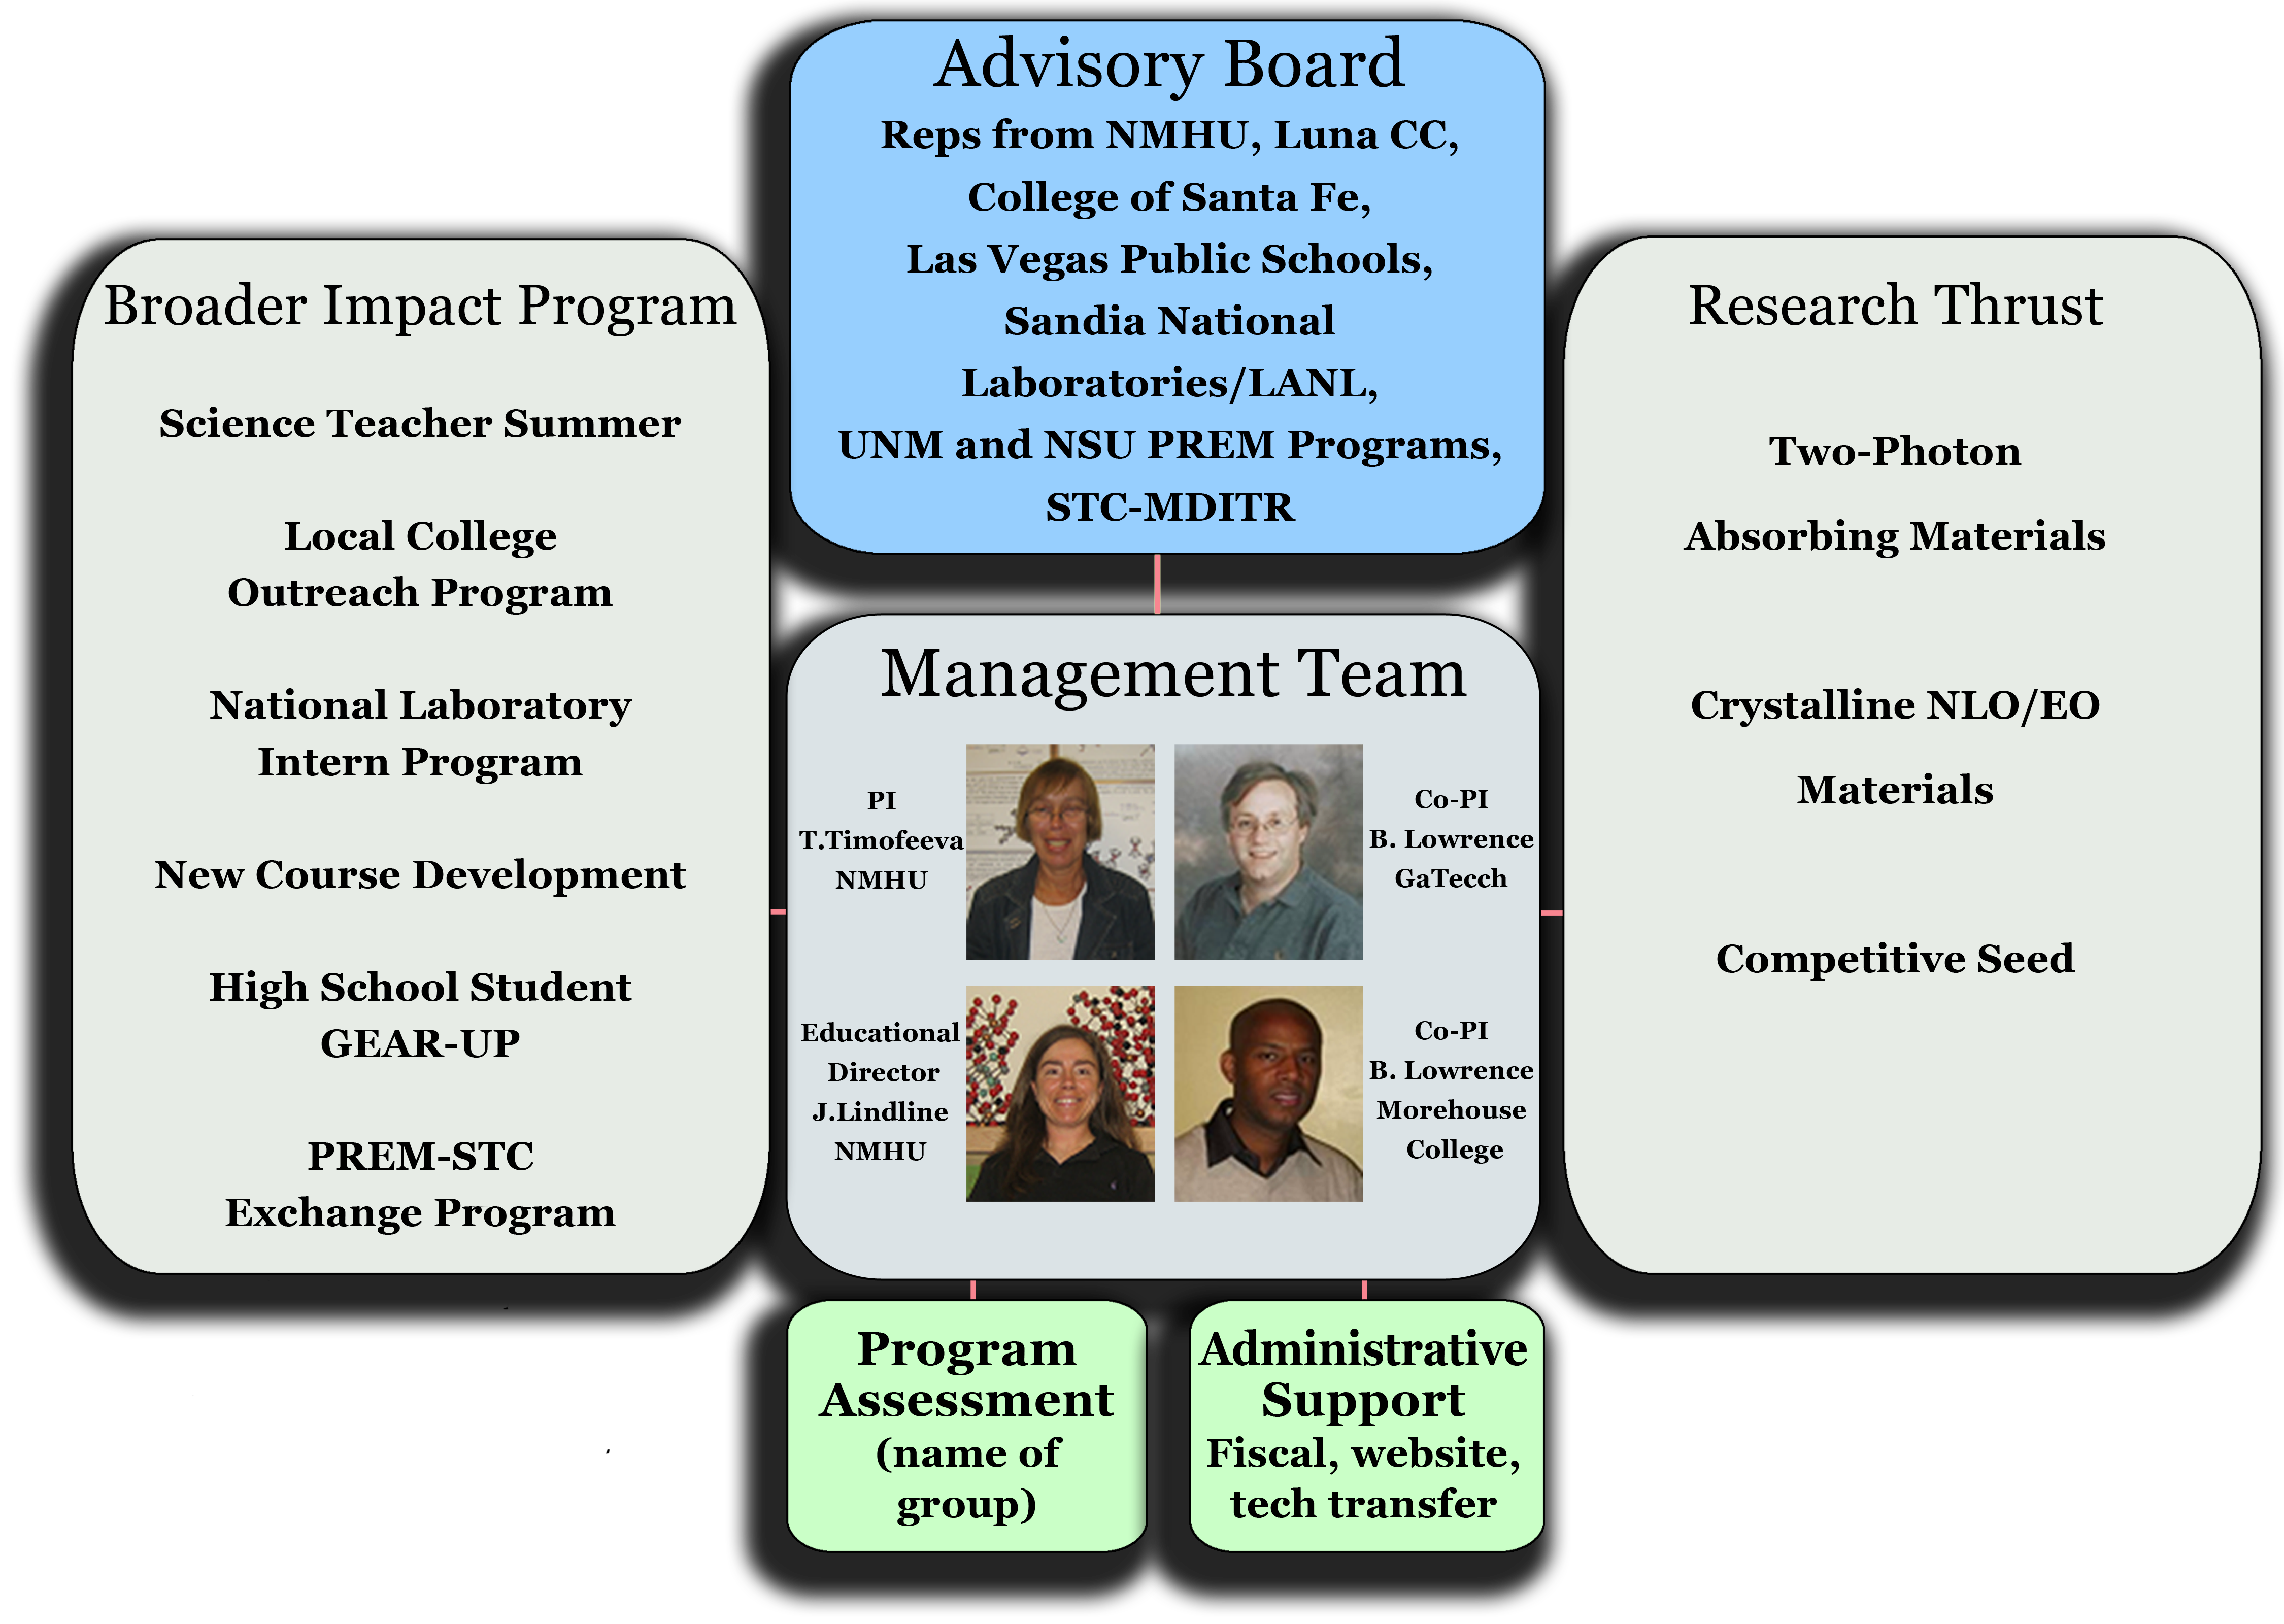 Advisory Board
Reps from NMHU, Luna CC,
College of Santa Fe,
Las Vegas Public Schools,
Sandia National
Laboratories/LANL,
UNM and NSU PREM Programs,
STC-MDITR
Broader Impact Program
Science Teacher Summer
Local College
Outreach Program
National Laboratory
Intern Program
New Course Development
High School Student
GEAR-UP
PREM-STC
Exchange Program
Management Team
PI
T.Timofeeva
NMHU
Co-PI
B. Lowrence
GaTecch
Educational
Director
J.Lindline
NMHU
Co-PI
B. Lowrence
Morehouse
College
Research Thrust
Two-Photon
Absorbing Materials
Crystalline NLO/EO
Materials
Competitive Seed
Program
Assessment
(name of
group)
Administrative
Support
Fiscal, website,
tech transfer